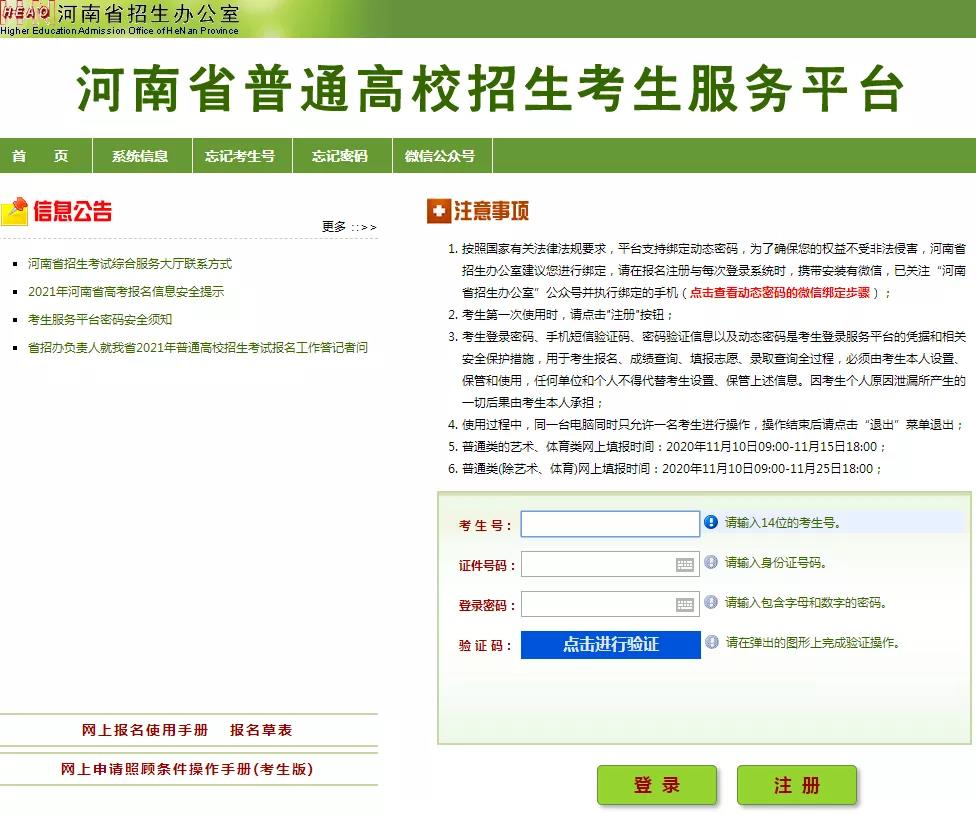 HEAO 河南省招生办公室
Higher Education Admission Office of HeNan Province
河南省普通高校招生考生服务平台
首 页 系统信息 忘记考生号 忘记密码 微信公众号
信息公告
更多 ::>>
河南省招生考试综合服务大厅联系方式
2021年河南省高考报名信息安全提示
考生服务平台密码安全须知
省招办负责人就我省2021年普通高校招生考试报名工作答记者问
网上报名使用手册 报名草表
网上申请照顾条件操作手册(考生版)
注意事项
1. 按照国家有关法律法规要求，平台支持绑定动态密码，为了确保您的权益不受非法侵害，河南省
招生办公室建议您进行绑定，请在报名注册与每次登录系统时，携带安装有微信，已关注“河南
省招生办公室”公众号并执行绑定的手机（点击查看动态密码的微信绑定步骤）；
2. 考生第一次使用时，请点击"注册"按钮；
3. 考生登录密码、手机短信验证码、密码验证信息以及动态密码是考生登录服务平台的凭据和相关
安全保护措施，用于考生报名、成绩查询、填报志愿、录取查询全过程，必须由考生本人设置、
保管和使用，任何单位和个人不得代替考生设置、保管上述信息。因考生个人原因泄漏所产生的
一切后果由考生本人承担；
4. 使用过程中，同一台电脑同时只允许一名考生进行操作，操作结束后请点击“退出”菜单退出；
5. 普通类的艺术、体育类网上填报时间：2020年11月10日09:00-11月15日18:00；
6. 普通类(除艺术、体育)网上填报时间：2020年11月10日09:00-11月25日18:00；
考 生 号： 请输入14位的考生号。
证件号码： 请输入身份证号码。
登录密码： 请输入包含字母和数字的密码。
验 证 码： 点击进行验证 请在弹出的图形上完成验证操作。
登 录 注 册